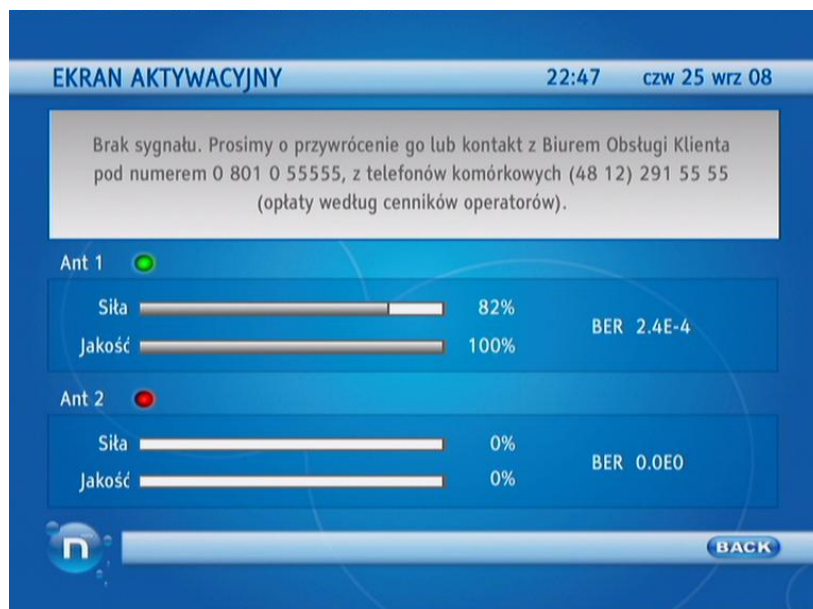 EKRAN AKTYWACYJNY 22:47 czw 25 wrz 08
Brak sygnału. Prosimy o przywrócenie go lub kontakt z Biurem Obsługi Klienta
pod numerem 0 801 0 55555, z telefonów komórkowych (48 12) 291 55 55
(opłaty według cenników operatorów).
Ant 1
Siła 82%
Jakość 100%
BER 2.4E-4
Ant 2
Siła 0%
Jakość 0%
BER 0.0E0
n
BACK